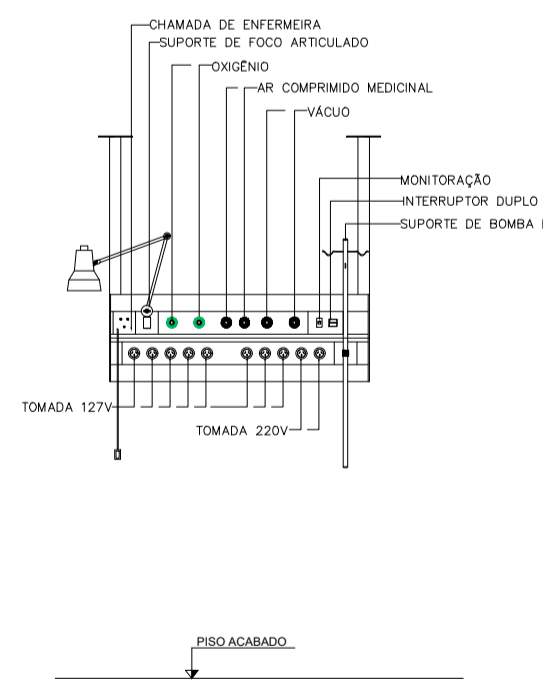 CHAMADA DE ENFERMEIRA
SUPORTE DE FOCO ARTICULADO
OXIGÊNIO
AR COMPRIMIDO MEDICINAL
VÁCUO
MONITORAÇÃO
INTERRUPTOR DUPLO
SUPORTE DE BOMBA
TOMADA 127V
TOMADA 220V
PISO ACABADO